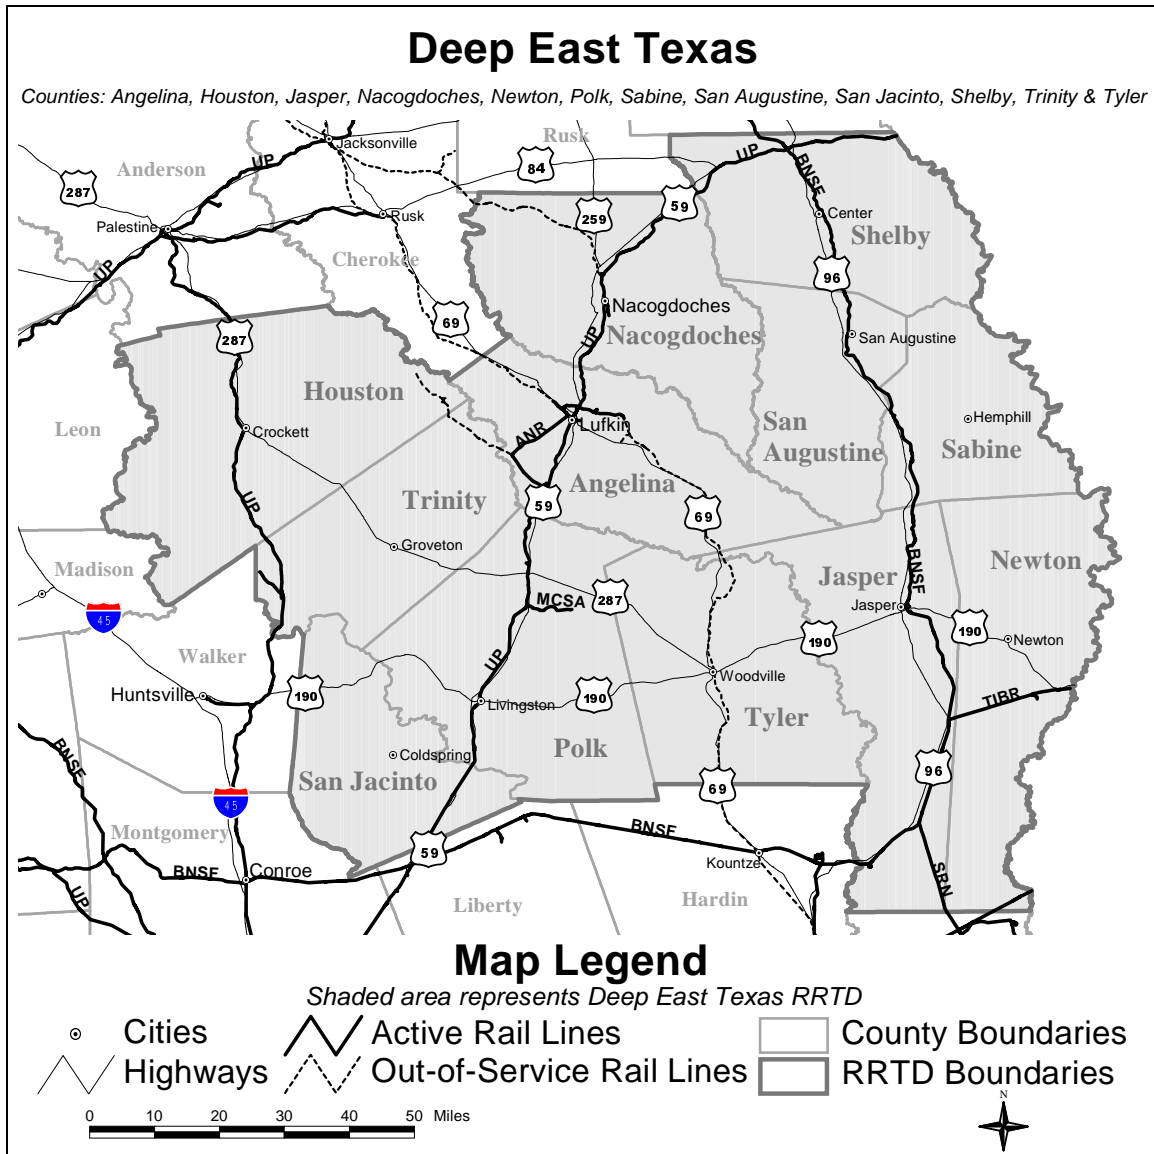 Deep East Texas
Counties: Angelina, Houston, Jasper, Nacogdoches, Newton, Polk, Sabine, San Augustine, San Jacinto, Shelby, Trinity & Tyler
Rusk
Jacksonville
UP
UP
Anderson
84
BNSF
287
59
259
Center
Rusk
Palestine
Shelby
Cherokee
UP
96
Nacogdoches
69
UP
Nacogdoches
287
San Augustine
Houston
Hemphill
Leon
Crockett
Lufkin
San
Augustine
ANR
Sabine
Angelina
Trinity
UP
59
69
Groveton
Newton
Madison
BNSF
Jasper
MCSA
287
Jasper
45
190
190
Newton
Walker
UP
Woodville
Huntsville
190
190
Livingston
TIBR
Tyler
BNSF
Polk
Coldspring
96
San Jacinto
69
45
Montgomery
BNSF
59
Kountze
BNSF
Conroe
SRN
UP
Liberty
Hardin
Map Legend
Shaded area represents Deep East Texas RRTD
Cities
Active Rail Lines
County Boundaries
Highways
Out-of-Service Rail Lines
RRTD Boundaries
0 10 20 30 40 50 Miles
N